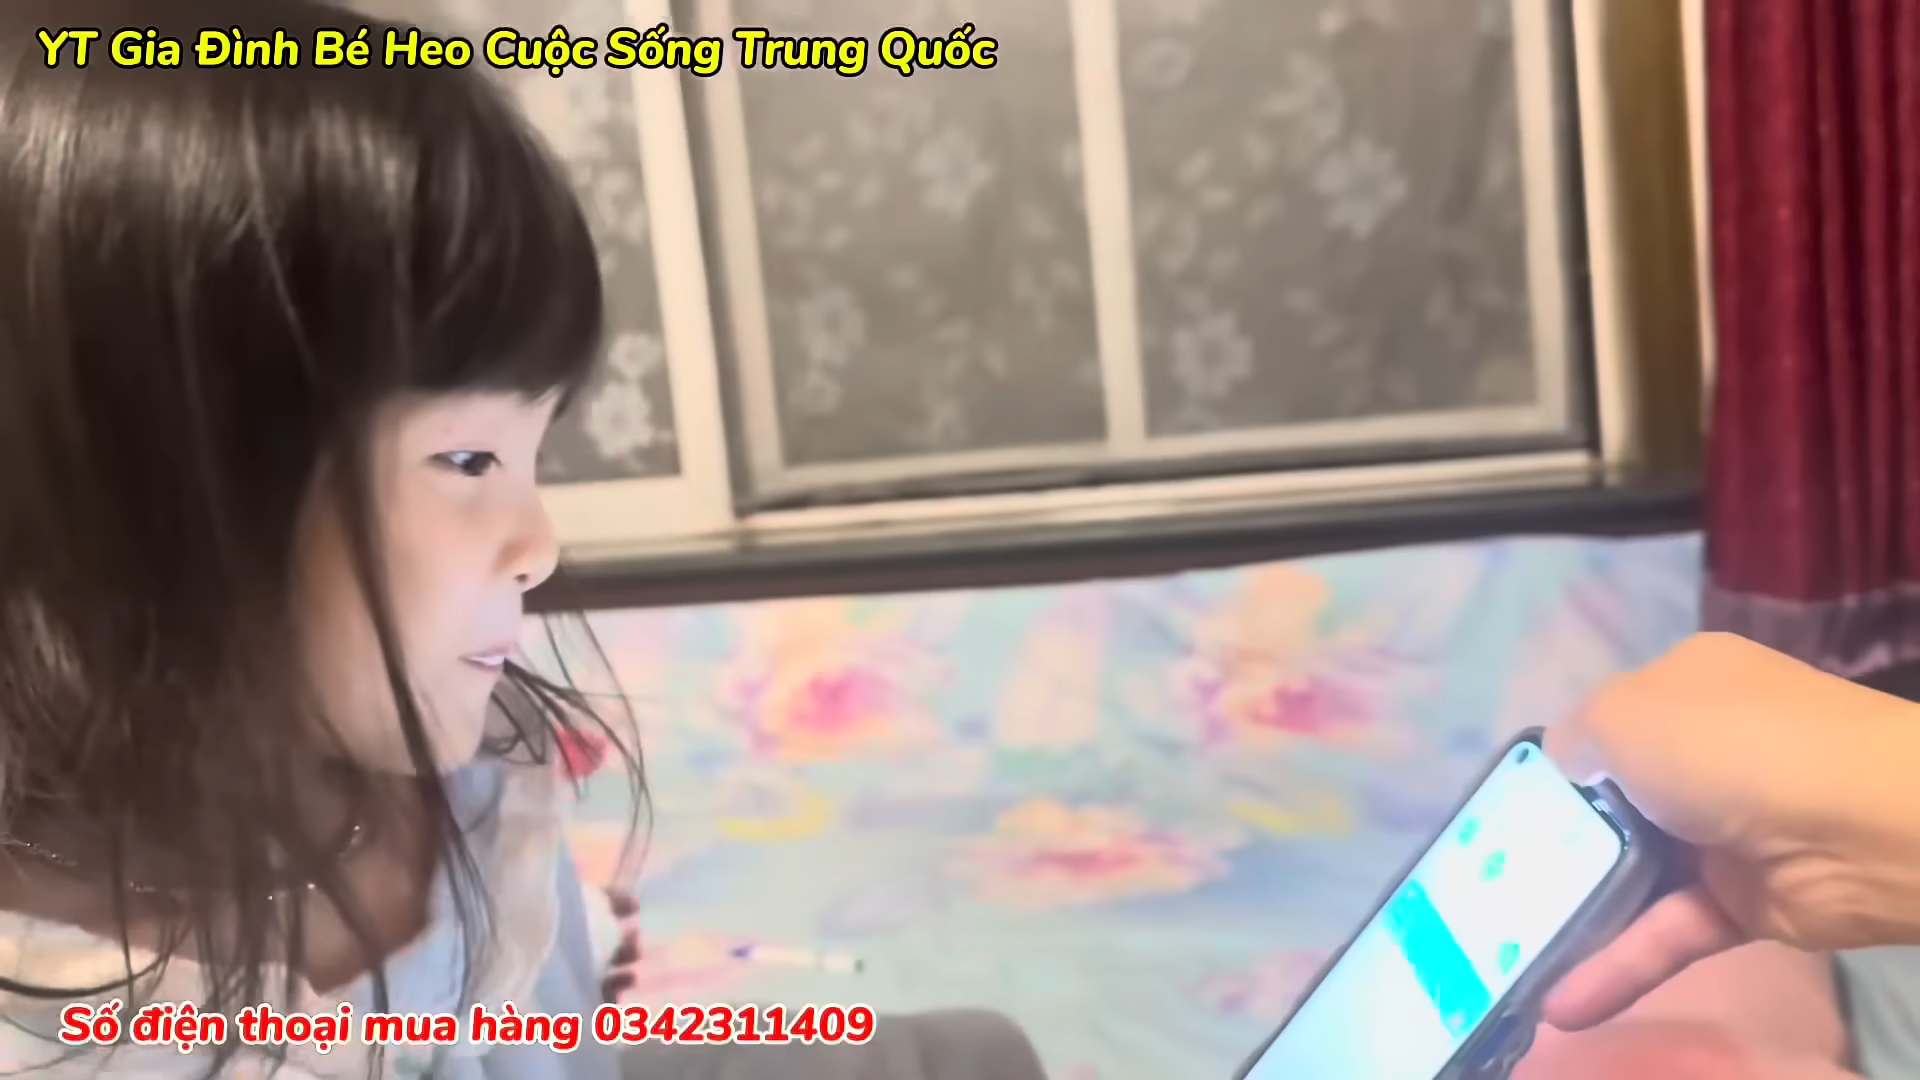 YT Gia Đình Bé Heo Cuộc Sống Trung Quốc
Số điện thoại mua hàng 0342311409